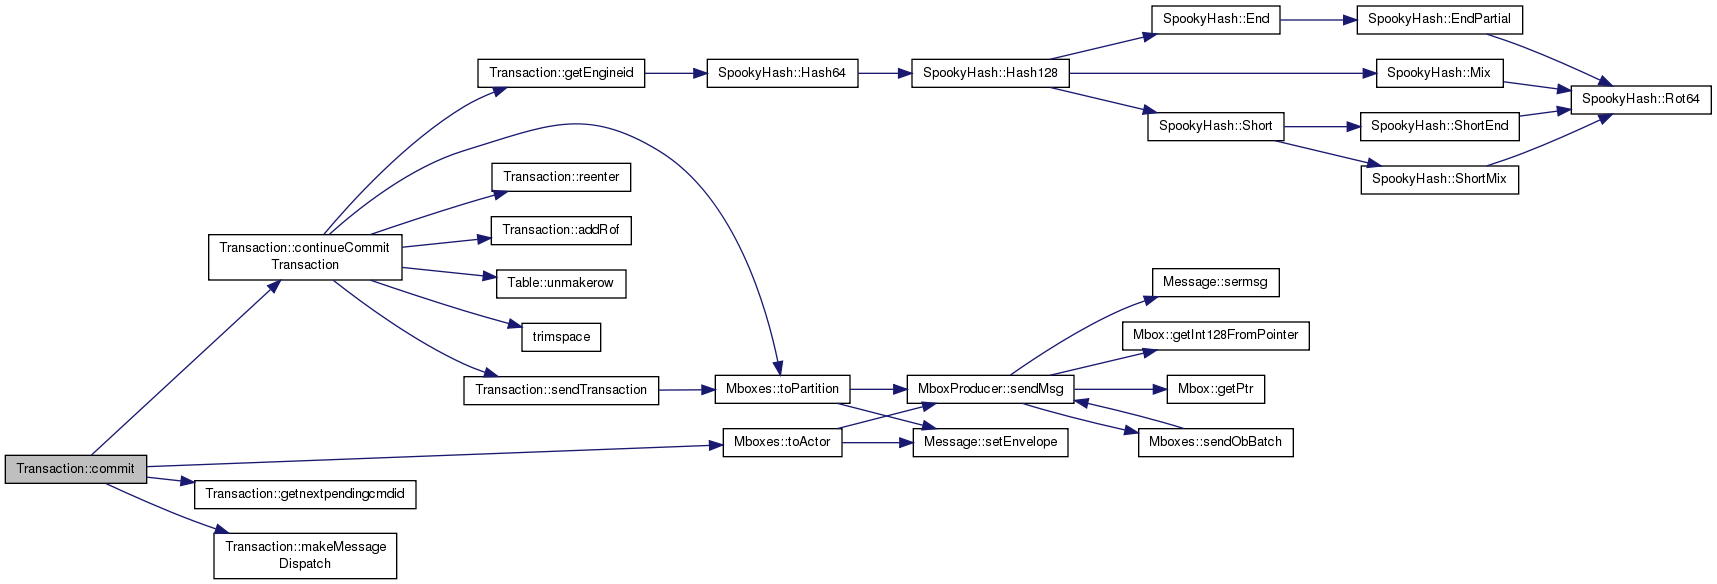 SpookyHash::End
SpookyHash::EndPartial
Transaction::getEngineid
SpookyHash::Hash64
SpookyHash::Hash128
SpookyHash::Mix
SpookyHash::Rot64
SpookyHash::Short
SpookyHash::ShortEnd
Transaction::reenter
SpookyHash::ShortMix
Transaction::addRof
Transaction::continueCommit
Transaction
Table::unmakerow
Message::sermsg
trimspace
Mbox::getInt128FromPointer
Transaction::sendTransaction
Mboxes::toPartition
MboxProducer::sendMsg
Mbox::getPtr
Mboxes::toActor
Message::setEnvelope
Mboxes::sendObBatch
Transaction::commit
Transaction::getnextpendingcmdid
Transaction::makeMessage
Dispatch